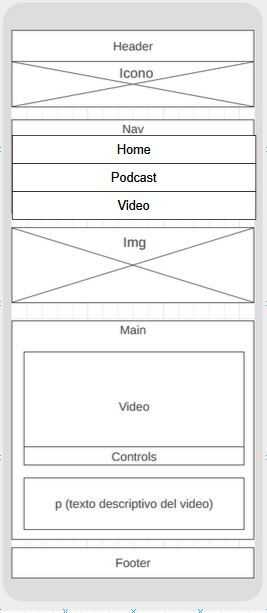 Header
Icono
Nav
Home
Podcast
Video
Img
Main
Video
Controls
p (texto descriptivo del video)
Footer